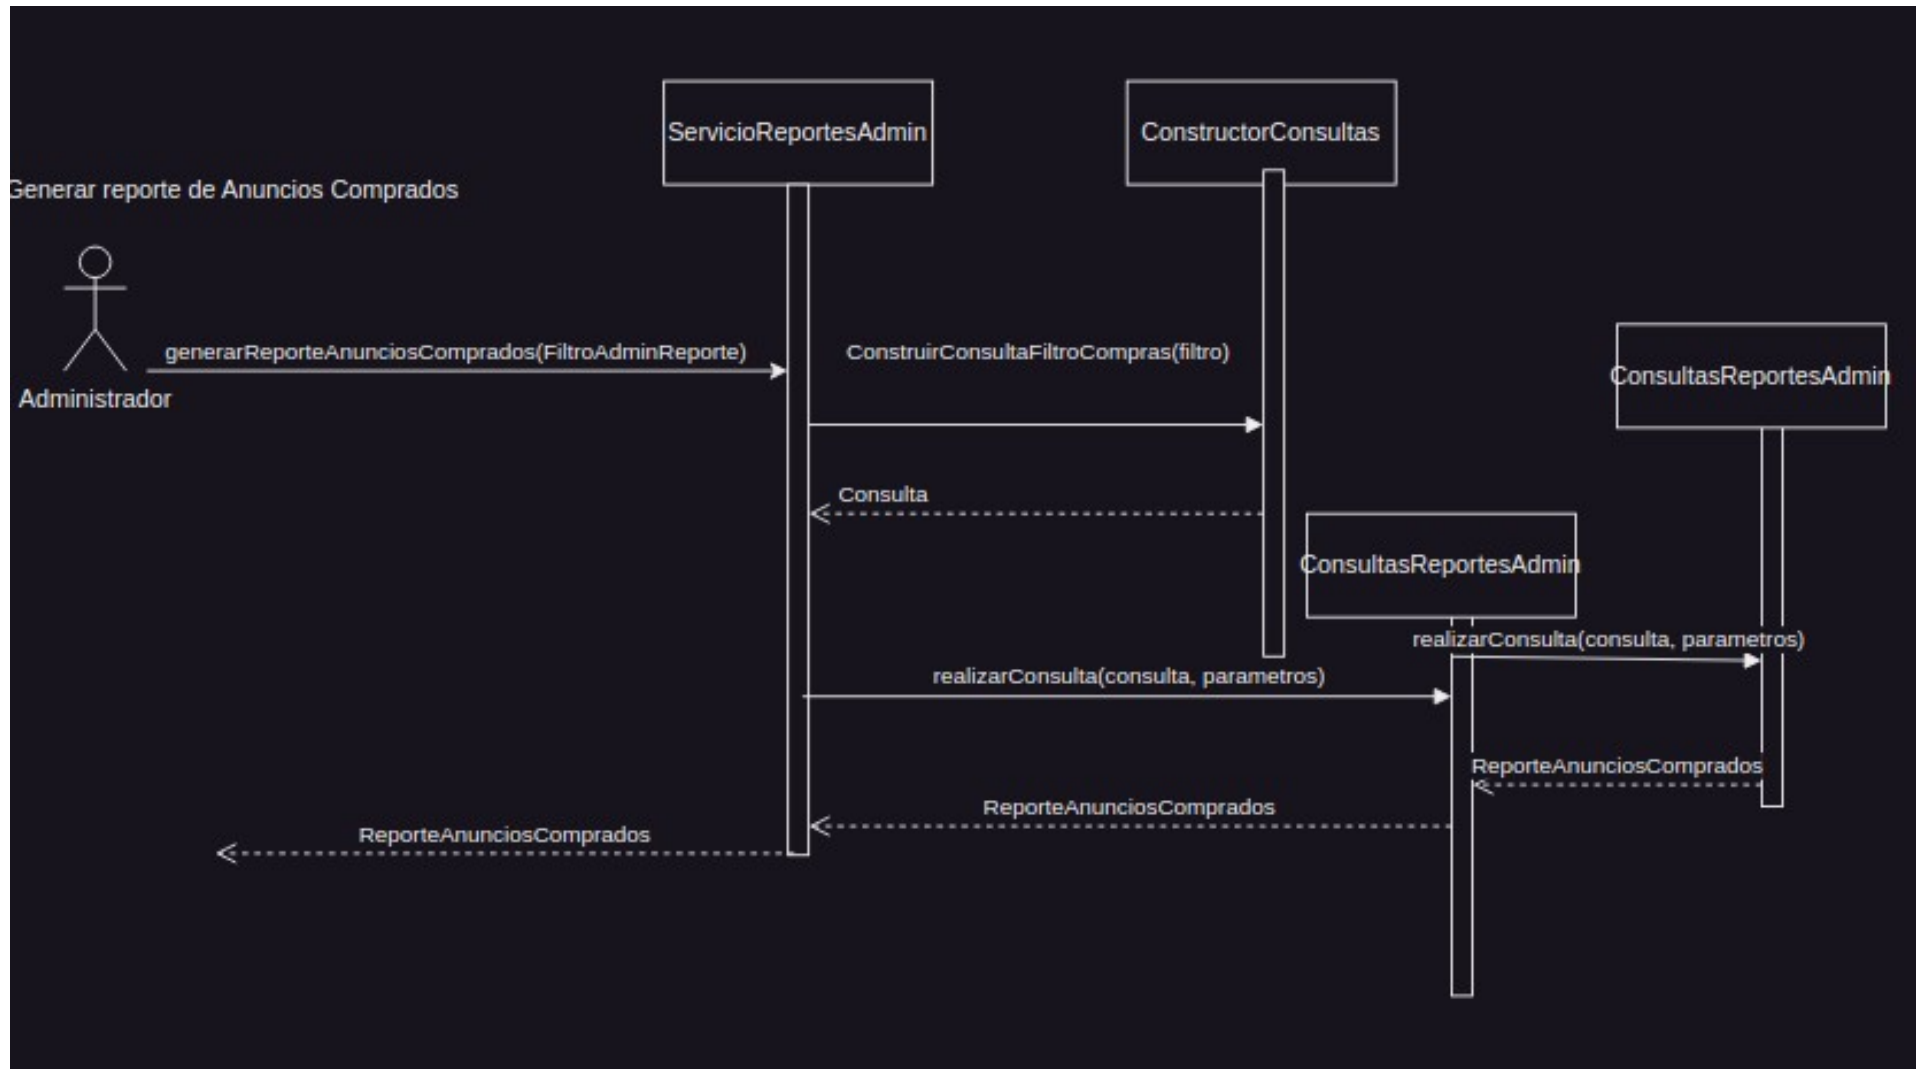 ServicioReportesAdmin
ConstructorConsultas
Generar reporte de Anuncios Comprados
generarReporteAnunciosComprados(FiltroAdminReporte)
ConstruirConsultaFiltroCompras(filtro)
ConsultasReportesAdmin
Administrador
Consulta
ConsultasReportesAdmin
realizarConsulta(consulta, parametros)
realizarConsulta(consulta, parametros)
ReporteAnunciosComprados
ReporteAnunciosComprados
ReporteAnunciosComprados